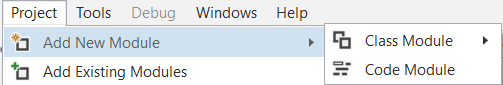 Project Tools Debug Windows Help
Add New Module
Class Module
Add Existing Modules
Code Module